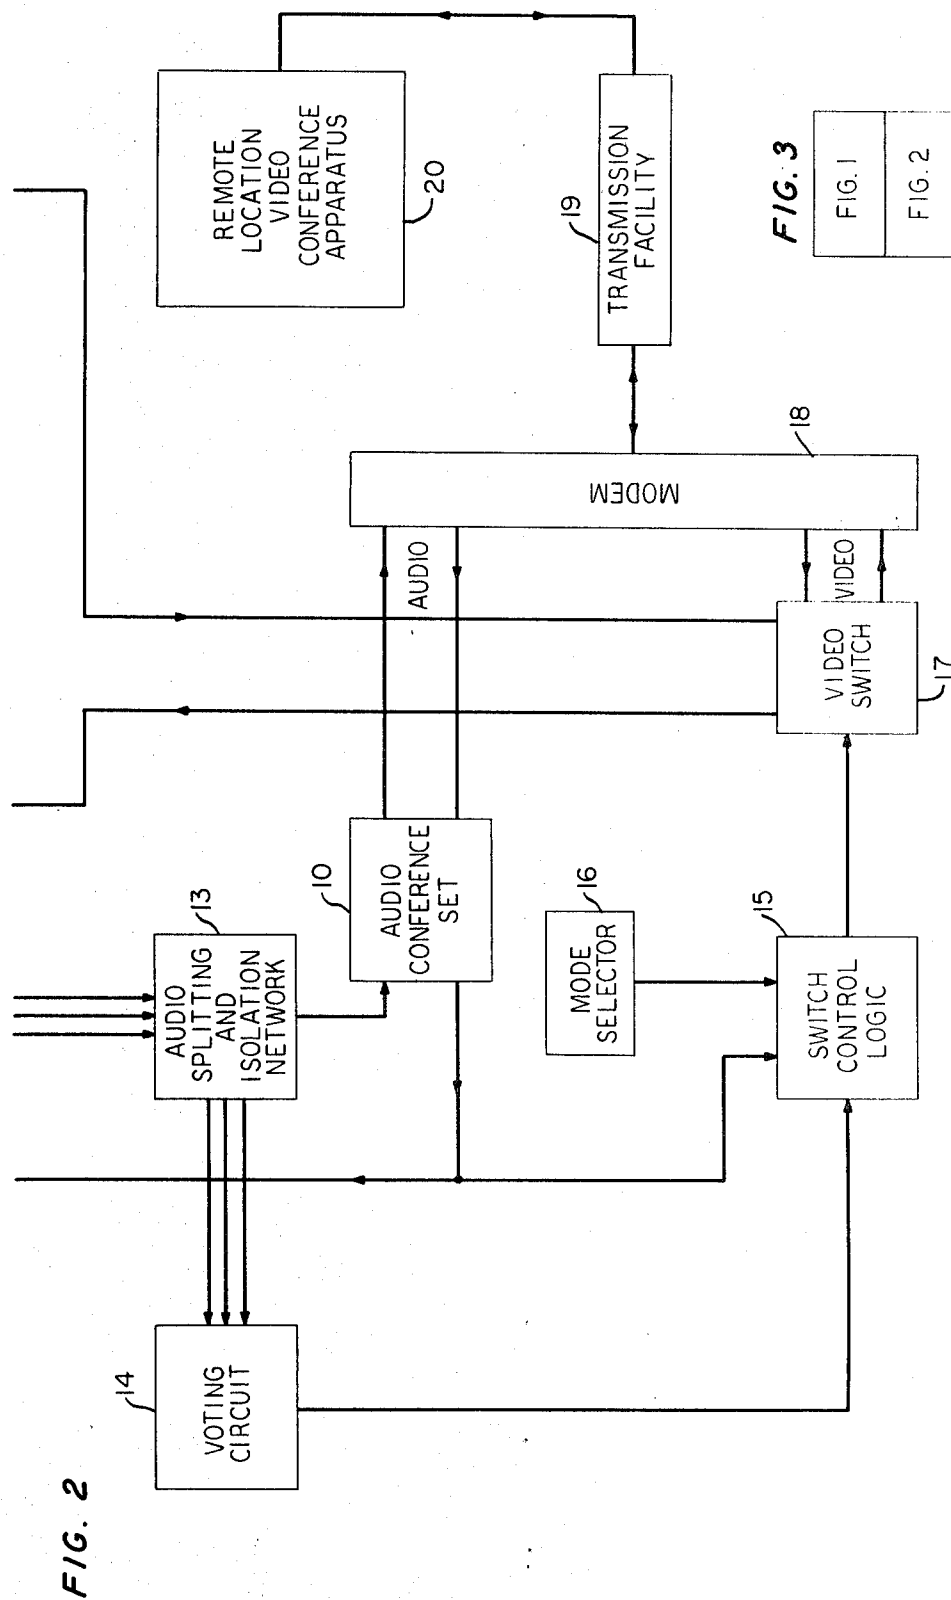 FIG. 2
14
VOTING
CIRCUIT
13
AUDIO
SPLITTING
AND
ISOLATION
NETWORK
10
AUDIO
CONFERENCE
SET
16
MODE
SELECTOR
15
SWITCH
CONTROL
LOGIC
AUDIO
VIDEO
VIDEO
SWITCH
17
MODEM
18
REMOTE
LOCATION
VIDEO
CONFERENCE
APPARATUS
20
19
TRANSMISSION
FACILITY
FIG. 3
FIG. 1
FIG. 2